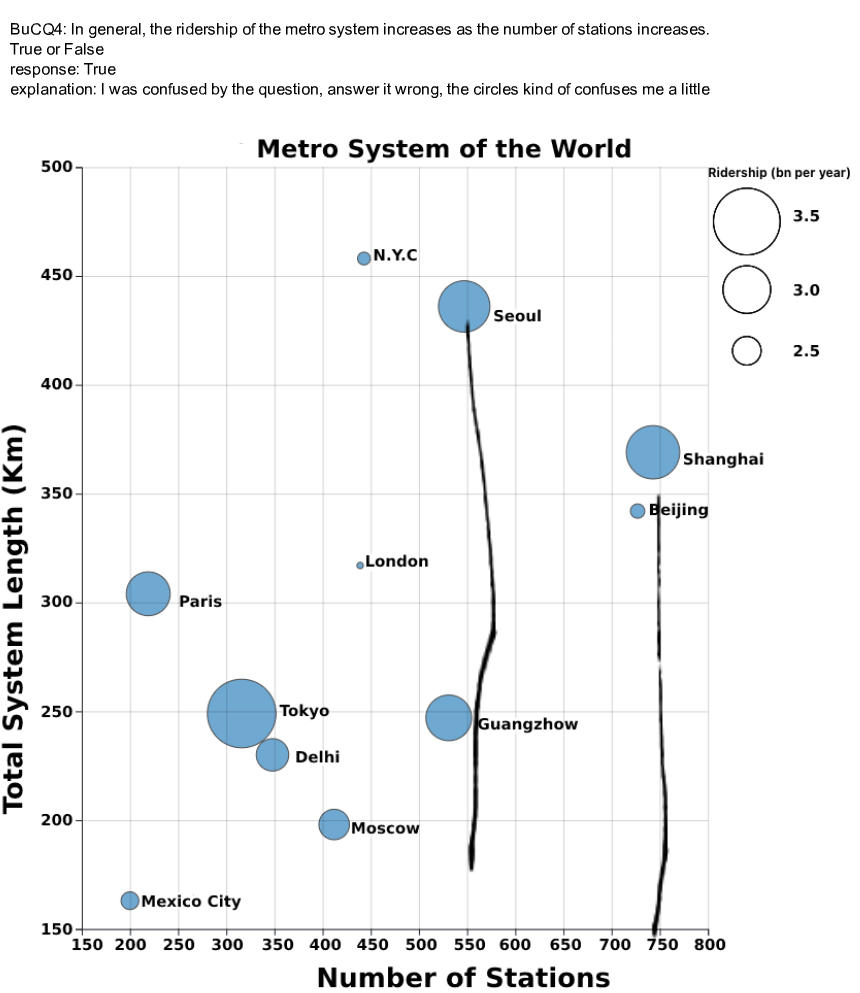 BuCQ4: In general, the ridership of the metro system increases as the number of stations increases.
True or False
response: True
explanation: I was confused by the question, answer it wrong, the circles kind of confuses me a little
Metro System of the World
Ridership (bn per year)
3.5
3.0
2.5
500
450
400
350
300
250
200
150
Total System Length (Km)
N.Y.C
Seoul
Shanghai
Beijing
London
Paris
Tokyo
Guangzhow
Delhi
Moscow
Mexico City
150 200 250 300 350 400 450 500 550 600 650 700 750 800
Number of Stations